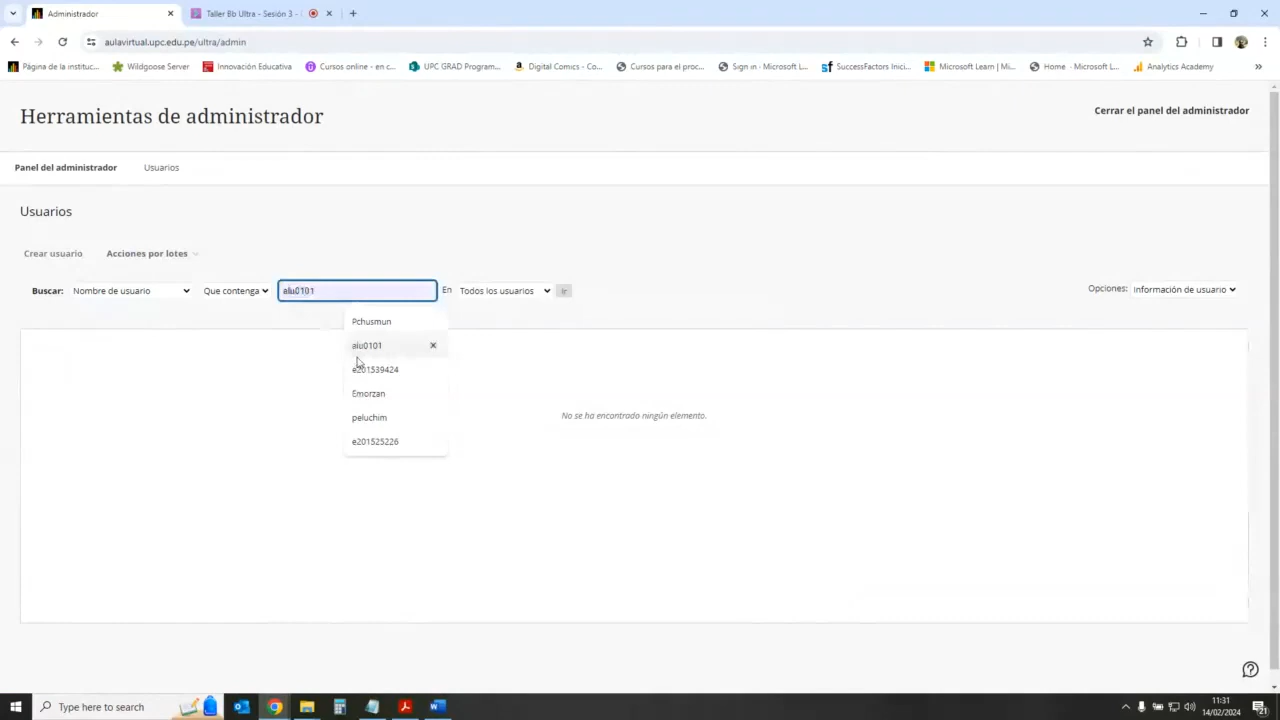 Administrador
Taller Bb Ultra - Sesión 3 -
aulavirtual.upc.edu.pe/ultra/admin
Página de la instituc...
Wildgoose Server
Innovación Educativa
Cursos online - en c...
UPC GRAD Program...
Digital Comics - Co...
Cursos para el proc...
Sign in · Microsoft L...
SuccessFactors Inici...
Microsoft Learn | Mi...
Home · Microsoft L...
Analytics Academy
Herramientas de administrador
Cerrar el panel del administrador
Panel del administrador
Usuarios
Usuarios
Crear usuario
Acciones por lotes
Buscar: Nombre de usuario Que contenga alu0101 En Todos los usuarios Ir
Opciones: Información de usuario
Pchusmun
alu0101
e201539424
Emorzan
peluchim
e201525226
No se ha encontrado ningún elemento.
Type here to search
11:31
14/02/2024
21